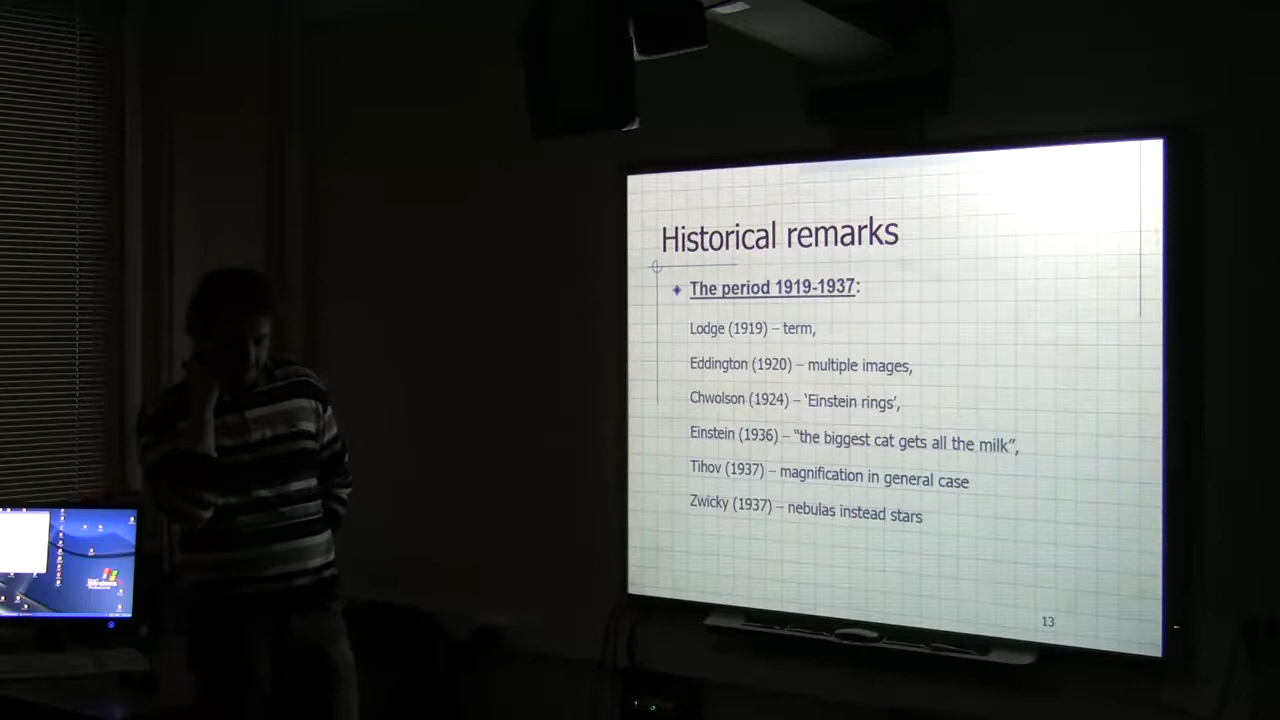 Historical remarks
The period 1919-1937:
Lodge (1919) – term,
Eddington (1920) – multiple images,
Chwolson (1924) – ‘Einstein rings’,
Einstein (1936) – “the biggest cat gets all the milk”,
Tihov (1937) – magnification in general case
Zwicky (1937) – nebulas instead stars
13
Windows